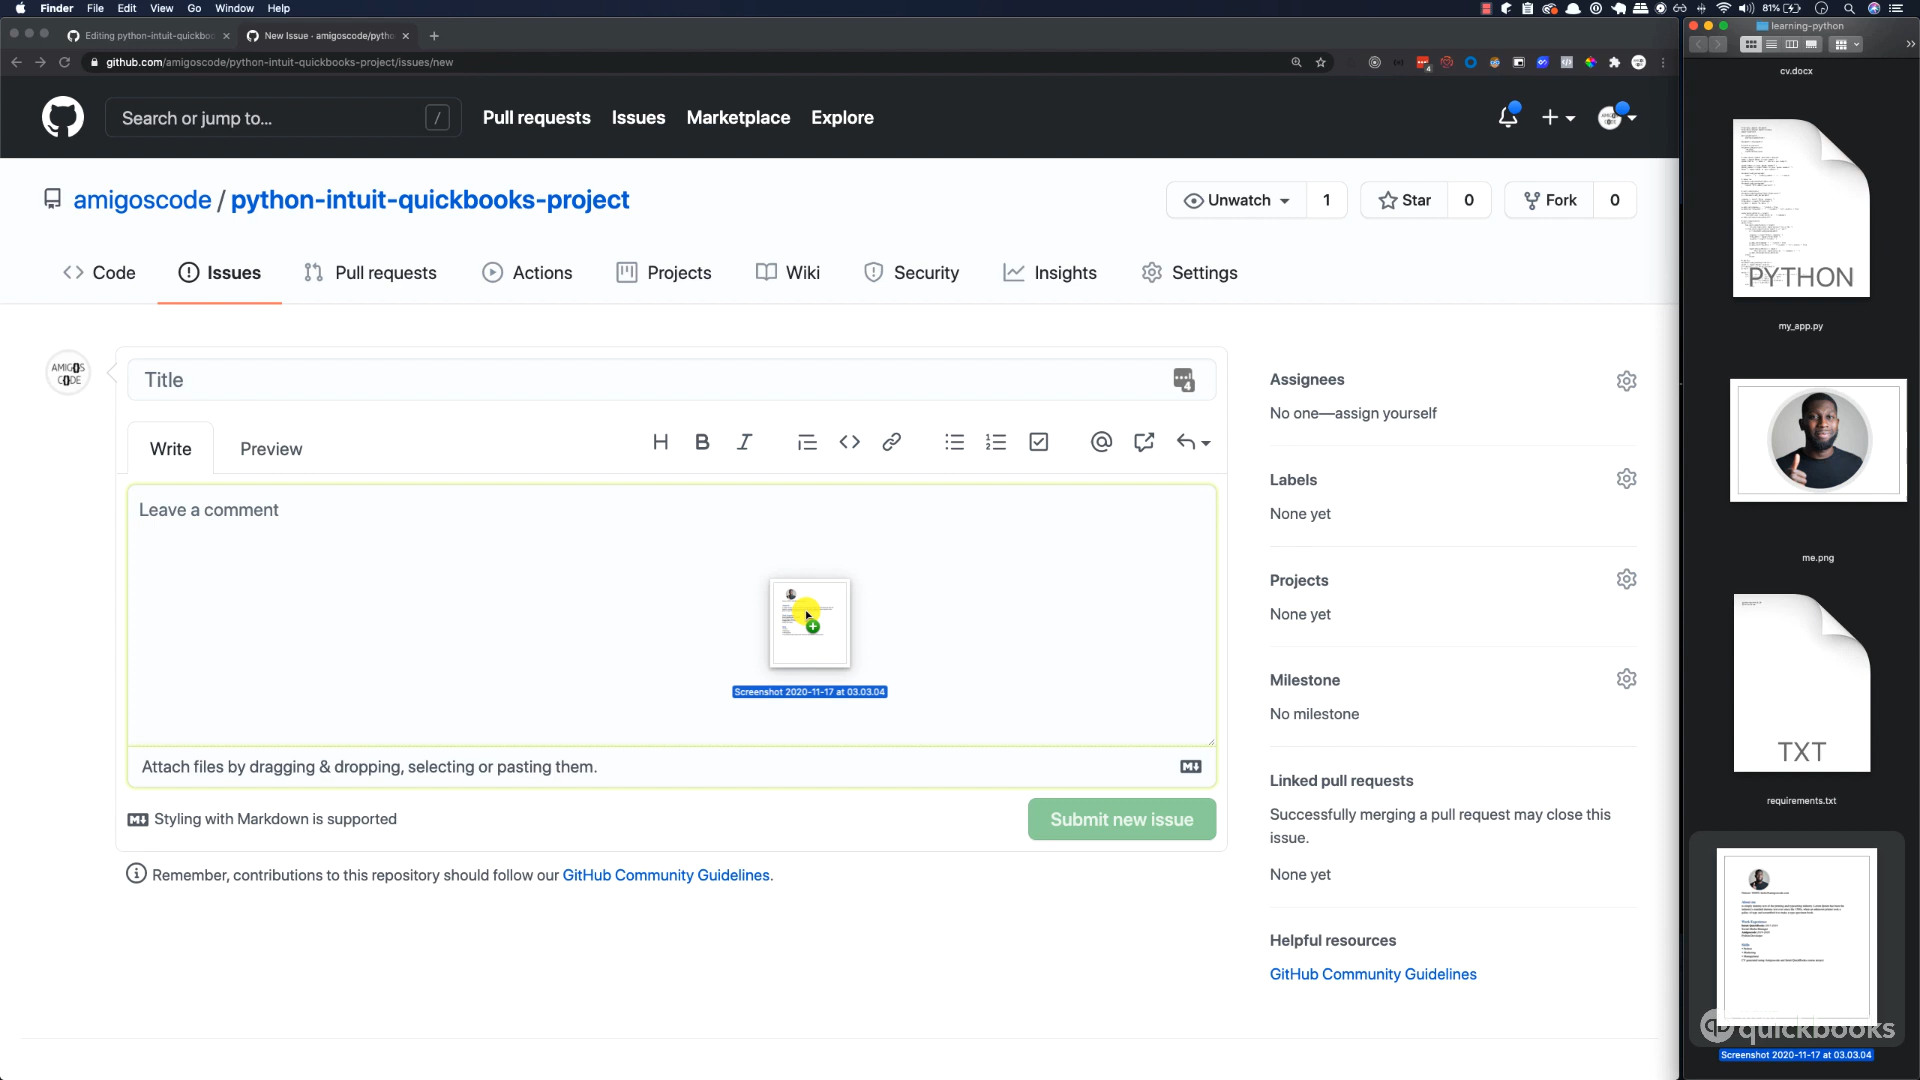 Finder File Edit View Go Window Help
81%
Editing python-intuit-quickboo
New Issue · amigoscode/pytho
learning-python
github.com/amigoscode/python-intuit-quickbooks-project/issues/new
cv.docx
Search or jump to... /
Pull requests Issues Marketplace Explore
amigoscode / python-intuit-quickbooks-project
Unwatch 1 Star 0 Fork 0
Code Issues Pull requests Actions Projects Wiki Security Insights Settings
PYTHON
my_app.py
AMIGOS
CODE
Title
4
Assignees
No one—assign yourself
Write Preview
Labels
None yet
Leave a comment
me.png
Projects
None yet
Screenshot 2020-11-17 at 03.03.04
Milestone
No milestone
Attach files by dragging & dropping, selecting or pasting them.
TXT
requirements.txt
Styling with Markdown is supported
Submit new issue
Linked pull requests
Successfully merging a pull request may close this
issue.
None yet
Remember, contributions to this repository should follow our GitHub Community Guidelines.
Helpful resources
GitHub Community Guidelines
quickbooks
Screenshot 2020-11-17 at 03.03.04